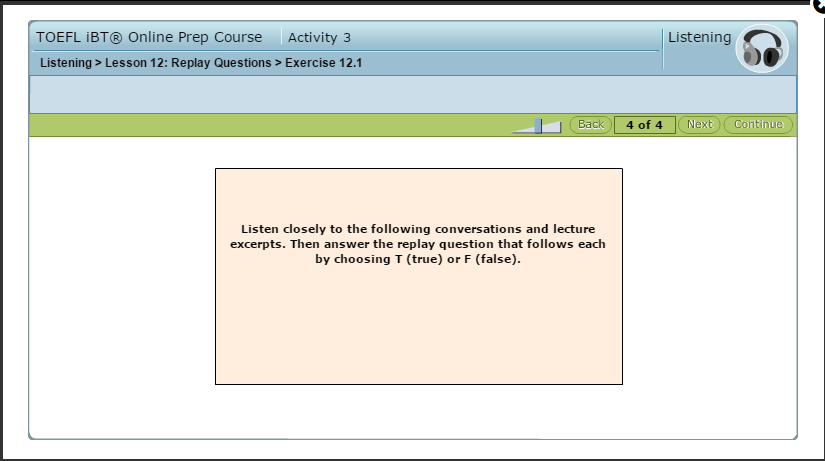 TOEFL iBT® Online Prep Course
Activity 3
Listening
Listening > Lesson 12: Replay Questions > Exercise 12.1
Back
4 of 4
Next
Continue
Listen closely to the following conversations and lecture
excerpts. Then answer the replay question that follows each
by choosing T (true) or F (false).